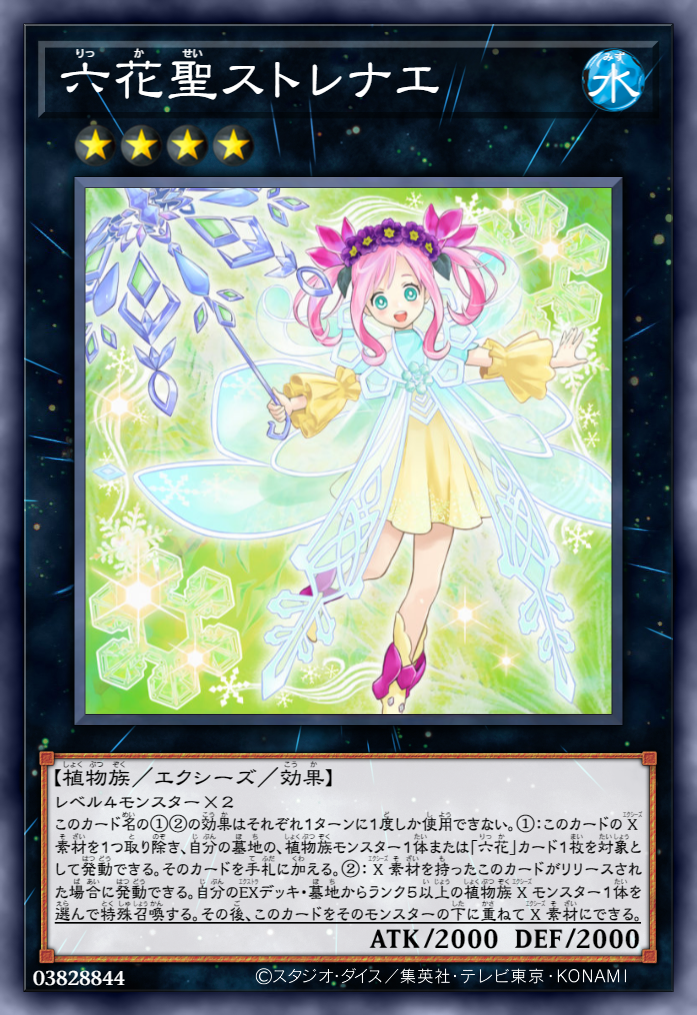 六花聖ストレナエ
水
【植物族／エクシーズ／効果】
レベル４モンスター×２
このカード名の①②の効果はそれぞれ１ターンに１度しか使用できない。①：このカードのＸ
素材を１つ取り除き、自分の墓地の、植物族モンスター１体または「六花」カード１枚を対象と
して発動できる。そのカードを手札に加える。②：Ｘ素材を持ったこのカードがリリースされ
た場合に発動できる。自分のEXデッキ・墓地からランク５以上の植物族Ｘモンスター１体を
選んで特殊召喚する。その後、このカードをそのモンスターの下に重ねてＸ素材にできる。
ATK/2000 DEF/2000
03828844 ©スタジオ・ダイス／集英社・テレビ東京・KONAMI